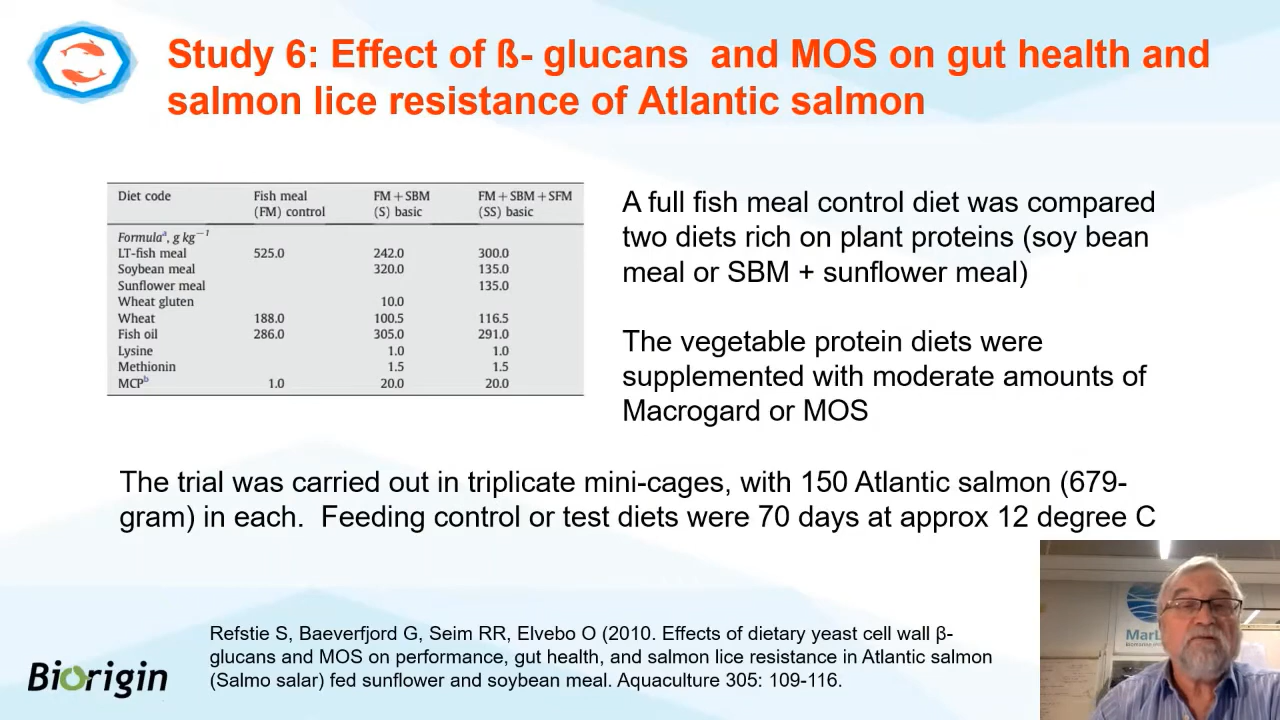 Study 6: Effect of ß- glucans and MOS on gut health and
salmon lice resistance of Atlantic salmon
Diet code Fish meal FM + SBM FM + SBM + SFM
(FM) control (S) basic (SS) basic
Formulaᵃ, g kg⁻¹
LT-fish meal 525.0 242.0 300.0
Soybean meal 320.0 135.0
Sunflower meal 135.0
Wheat gluten 10.0
Wheat 188.0 100.5 116.5
Fish oil 286.0 305.0 291.0
Lysine 1.0 1.0
Methionin 1.5 1.5
MCPᵇ 1.0 20.0 20.0
A full fish meal control diet was compared
two diets rich on plant proteins (soy bean
meal or SBM + sunflower meal)
The vegetable protein diets were
supplemented with moderate amounts of
Macrogard or MOS
The trial was carried out in triplicate mini-cages, with 150 Atlantic salmon (679-
gram) in each. Feeding control or test diets were 70 days at approx 12 degree C
Refstie S, Baeverfjord G, Seim RR, Elvebo O (2010. Effects of dietary yeast cell wall β-
glucans and MOS on performance, gut health, and salmon lice resistance in Atlantic salmon
(Salmo salar) fed sunflower and soybean meal. Aquaculture 305: 109-116.
Biorigin